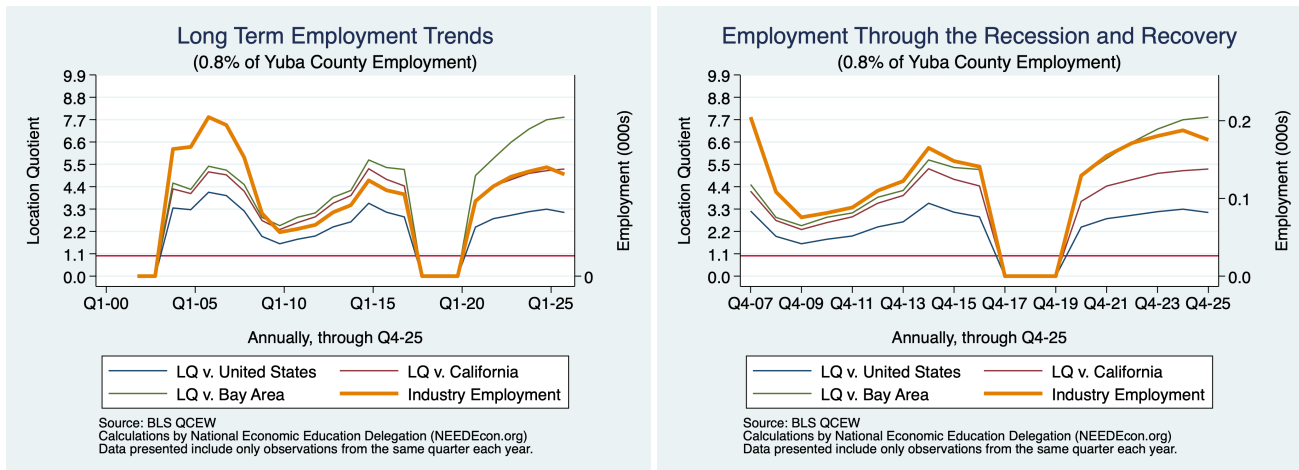 Long Term Employment Trends
(0.8% of Yuba County Employment)
Location Quotient
9.9
8.8
7.7
6.6
5.5
4.4
3.3
2.2
1.1
0.0
0
Employment (000s)
Q1-00 Q1-05 Q1-10 Q1-15 Q1-20 Q1-25
Annually, through Q4-25
LQ v. United States LQ v. California
LQ v. Bay Area Industry Employment
Source: BLS QCEW
Calculations by National Economic Education Delegation (NEEDEcon.org)
Data presented include only observations from the same quarter each year.
Employment Through the Recession and Recovery
(0.8% of Yuba County Employment)
Location Quotient
9.9
8.8
7.7
6.6
5.5
4.4
3.3
2.2
1.1
0.0
0.2
0.1
0.0
Employment (000s)
Q4-07 Q4-09 Q4-11 Q4-13 Q4-15 Q4-17 Q4-19 Q4-21 Q4-23 Q4-25
Annually, through Q4-25
LQ v. United States LQ v. California
LQ v. Bay Area Industry Employment
Source: BLS QCEW
Calculations by National Economic Education Delegation (NEEDEcon.org)
Data presented include only observations from the same quarter each year.